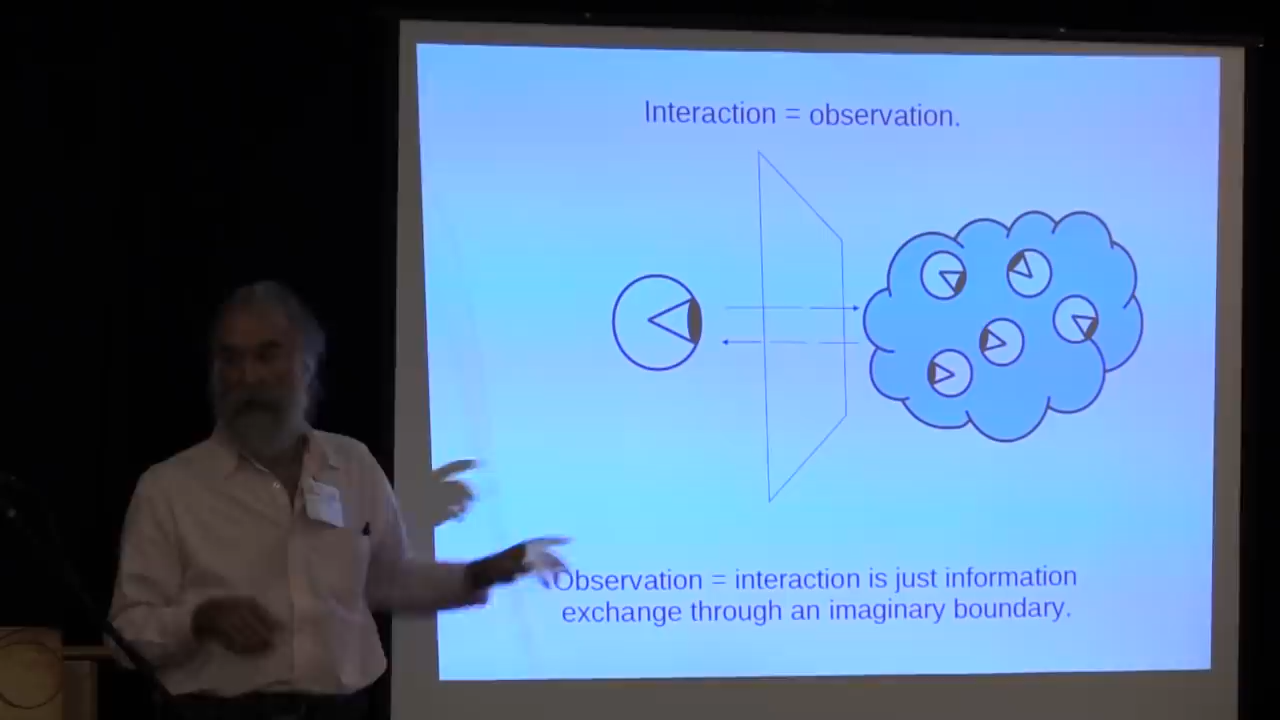 Interaction = observation.
Observation = interaction is just information
exchange through an imaginary boundary.